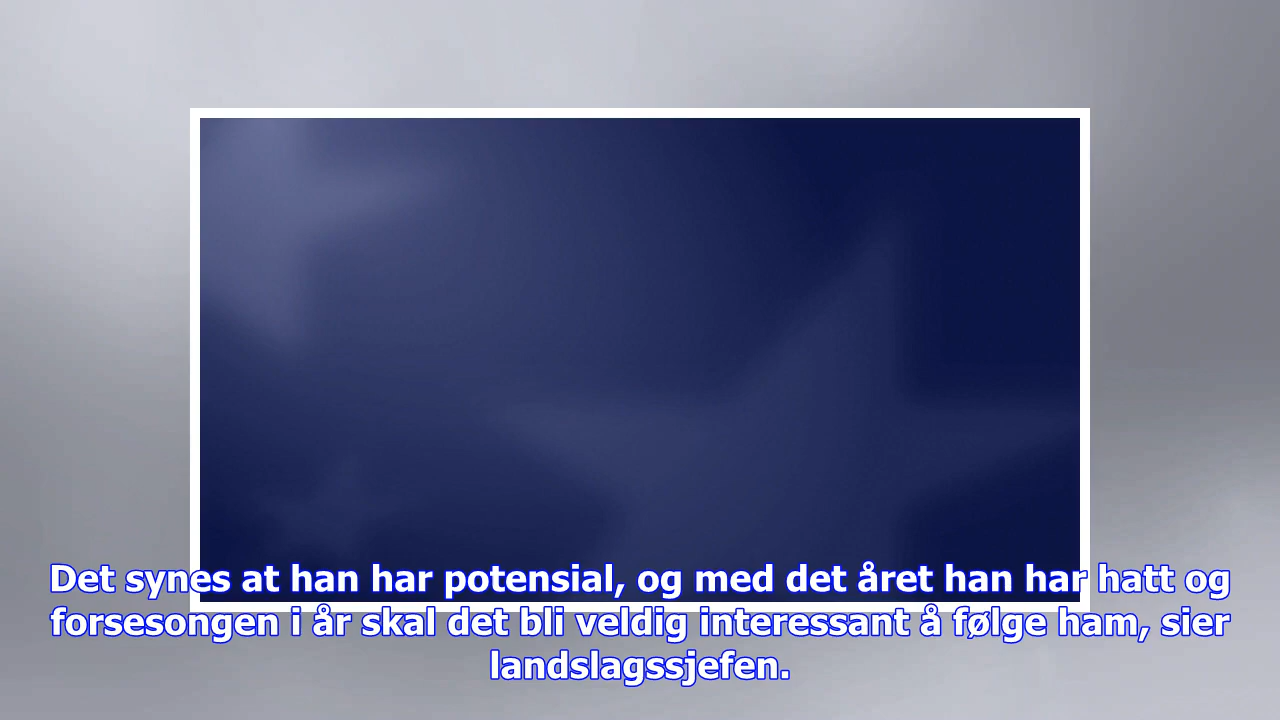 Det synes at han har potensial, og med det året han har hatt og
forsesongen i år skal det bli veldig interessant å følge ham, sier
landslagssjefen.